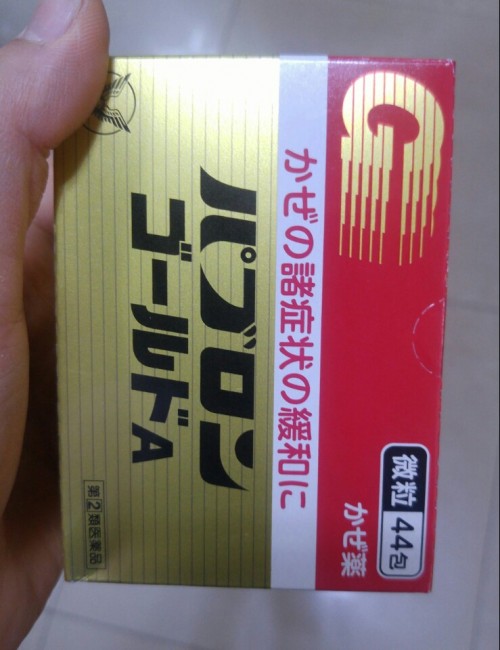 微粒 44包
かぜ薬
かぜの諸症状の緩和に
パブロン
ゴールドA
第②類医薬品